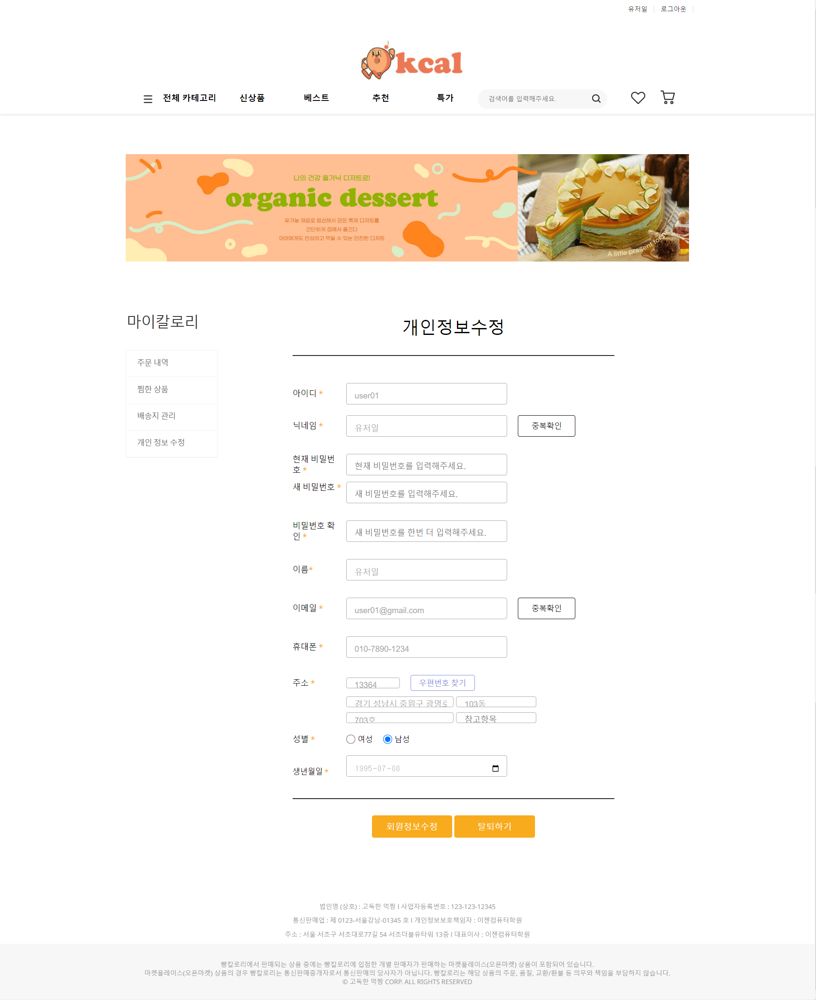 유저일 로그아웃
kcal
전체 카테고리 신상품 베스트 추천 특가 검색어를 입력해주세요.
나의 건강 올가닉 디저트로!
organic dessert
유기농 재료로 엄선해서 만든 특제 디저트를
간단하게 집에서 즐긴다
아이에게도 안심하고 먹일 수 있는 안전한 디저트
A little present for me
마이칼로리
주문 내역
찜한 상품
배송지 관리
개인 정보 수정
개인정보수정
아이디 * user01
닉네임 * 유저일 중복확인
현재 비밀번
호 * 현재 비밀번호를 입력해주세요.
새 비밀번호 * 새 비밀번호를 입력해주세요.
비밀번호 확
인 * 새 비밀번호를 한번 더 입력해주세요.
이름* 유저일
이메일 * user01@gmail.com 중복확인
휴대폰 * 010-7890-1234
주소 * 13364 우편번호 찾기
경기 성남시 중원구 103동
703호 참고항목
성별 * 여성 남성
생년월일 * 1995-07-08
회원정보수정 탈퇴하기
법인명 (상호) : 고독한 먹짱 I 사업자등록번호 : 123-123-12345
통신판매업 : 제 0123-서울강남-01345 호 I 개인정보보호책임자 : 이젠컴퓨터학원
주소 : 서울 서초구 서초대로77길 54 서초더블유타워 13층 I 대표이사 : 이젠컴퓨터학원
빵칼로리에서 판매되는 상품 중에는 빵칼로리에 입점한 개별 판매자가 판매하는 마켓플레이스(오픈마켓) 상품이 포함되어 있습니다.
마켓플레이스(오픈마켓) 상품의 경우 빵칼로리는 통신판매중개자로서 통신판매의 당사자가 아닙니다. 빵칼로리는 해당 상품의 주문, 품질, 교환/환불 등 의무와 책임을 부담하지 않습니다.
© 고독한 먹짱 CORP. ALL RIGHTS RESERVED